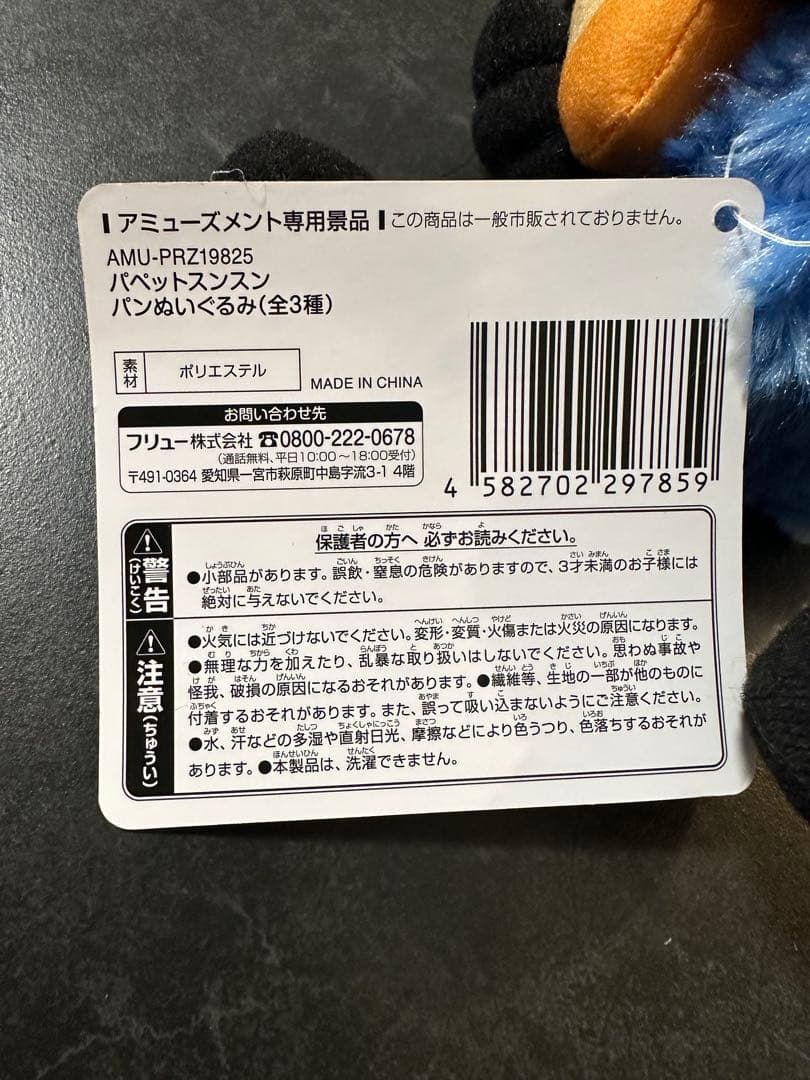 アミューズメント専用景品 この商品は一般市販されておりません。
AMU-PRZ19825
パペットスンスン
パンぬいぐるみ(全3種)
素材 ポリエステル MADE IN CHINA
お問い合わせ先
フリュー株式会社 ☎0800-222-0678
(通話無料、平日10:00～18:00受付)
〒491-0364 愛知県一宮市萩原町中島字流3-1 4階
4 582702 297859
⚠警告(けいこく)
保護者の方へ 必ずお読みください。
●小部品があります。誤飲・窒息の危険がありますので、3才未満のお子様には
絶対に与えないでください。
⚠注意(ちゅうい)
●火気には近づけないでください。変形・変質・火傷または火災の原因になります。
●無理な力を加えたり、乱暴な取り扱いはしないでください。思わぬ事故や
怪我、破損の原因になるおそれがあります。●繊維等、生地の一部が他のものに
付着するおそれがあります。また、誤って吸い込まないようにご注意ください。
●水、汗などの多湿や直射日光、摩擦などにより色うつり、色落ちするおそれが
あります。●本製品は、洗濯できません。